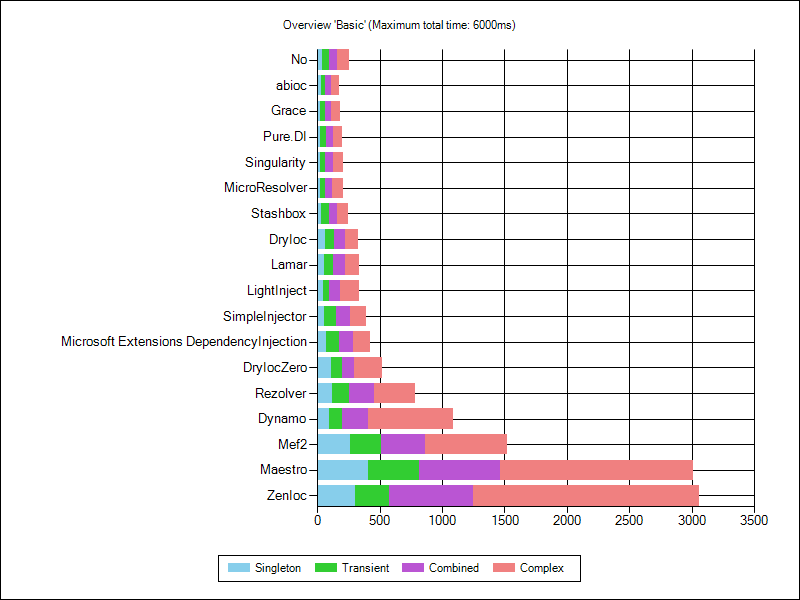 Overview 'Basic' (Maximum total time: 6000ms)
No
abioc
Grace
Pure.DI
Singularity
MicroResolver
Stashbox
DryIoc
Lamar
LightInject
SimpleInjector
Microsoft Extensions DependencyInjection
DryIocZero
Rezolver
Dynamo
Mef2
Maestro
ZenIoc
0 500 1000 1500 2000 2500 3000 3500
Singleton Transient Combined Complex